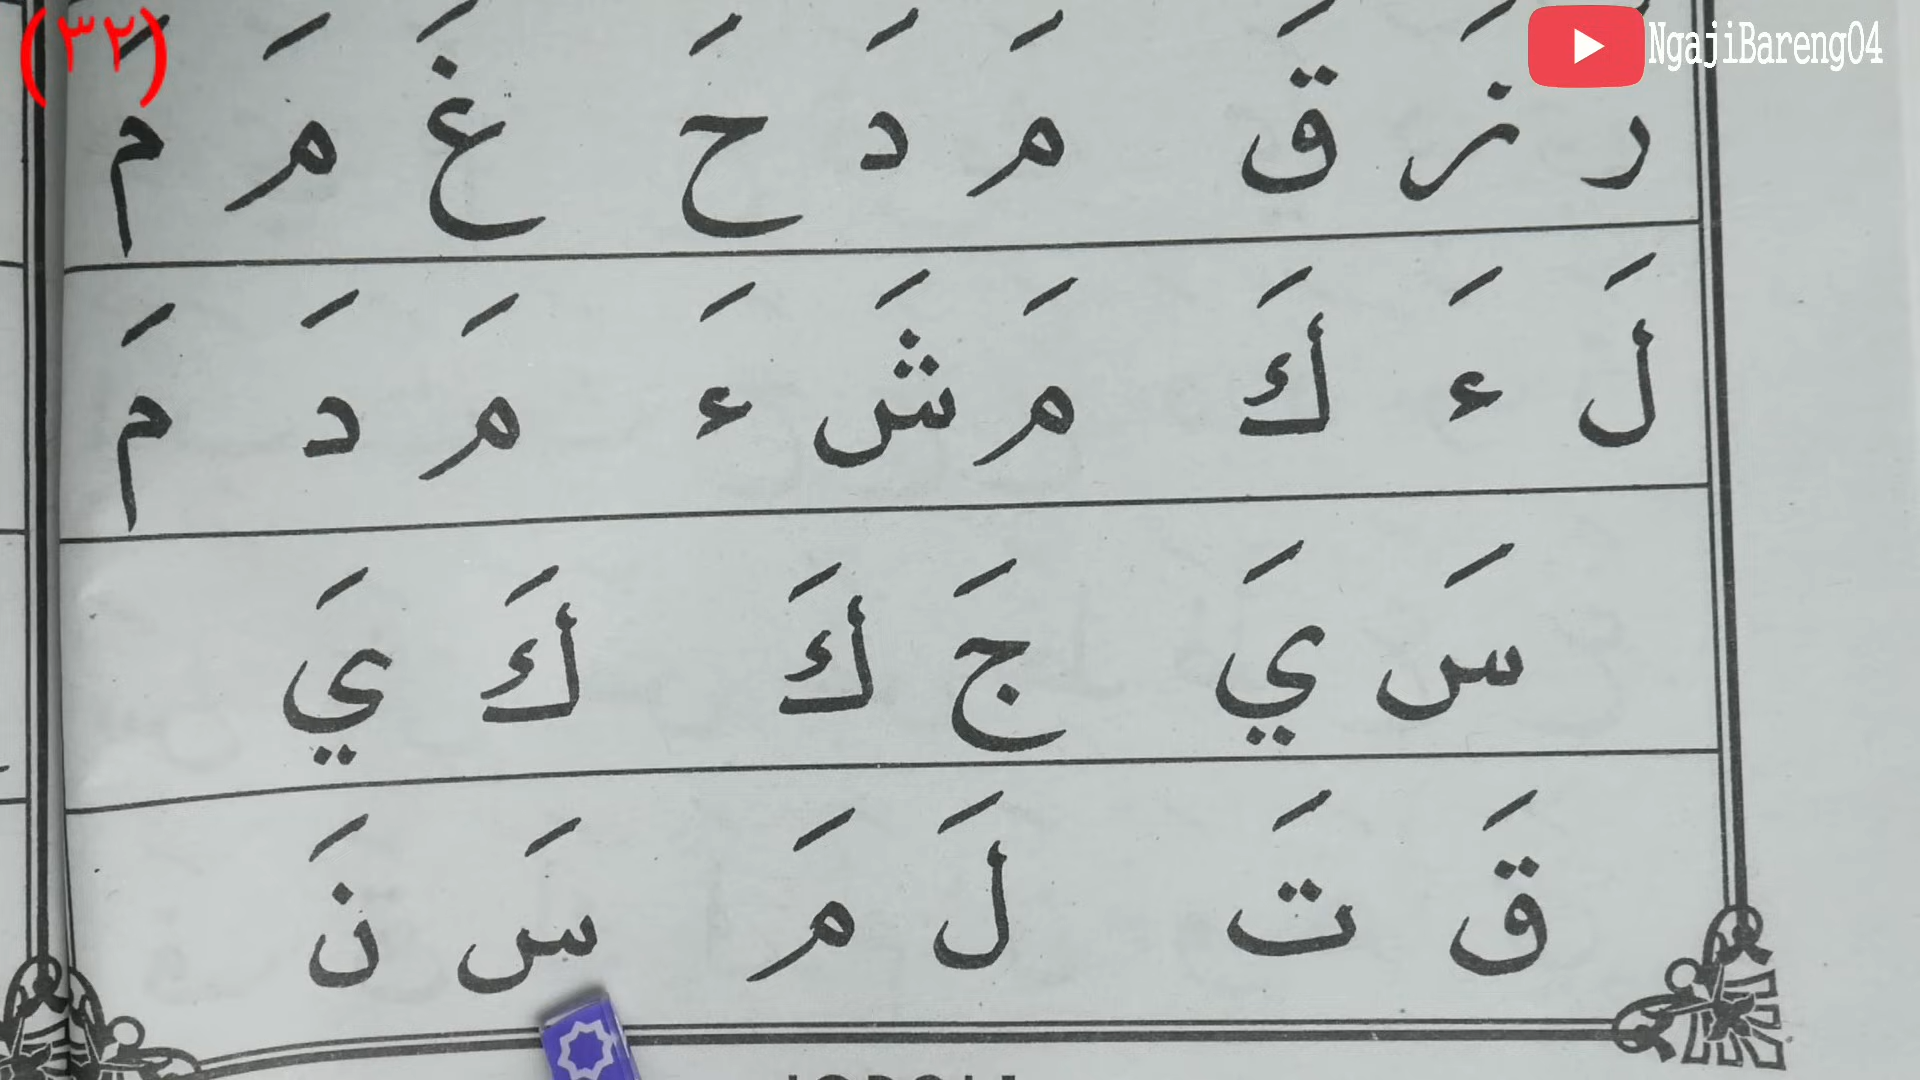 (٣٢)
NgajiBareng04
رَ زَ قَ مَ دَ حَ غَ مَ مَ
لَ ءَ كَ مَ شَ ءَ مَ دَ مَ
سَ يَ جَ كَ كَ يَ
قَ تَ لَ مَ سَ نَ